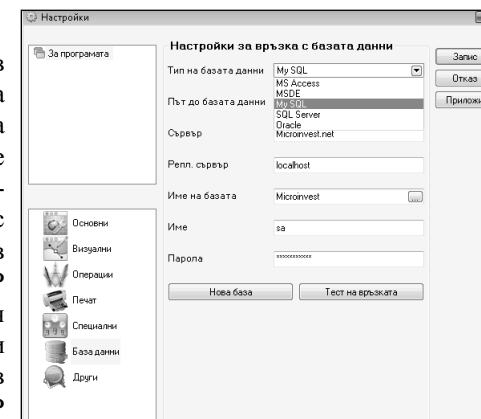 Настройки
За програмата
Основни
Визуални
Операции
Печат
Специални
База данни
Други
Настройки за връзка с базата данни
Тип на базата данни My SQL
MS Access
MSDE
My SQL
SQL Server
Oracle
Път до базата данни
Сървър Microinvest.net
Репл. сървър localhost
Име на базата Microinvest ...
Име sa
Парола ***********
Нова база Тест на връзката
Запис
Отказ